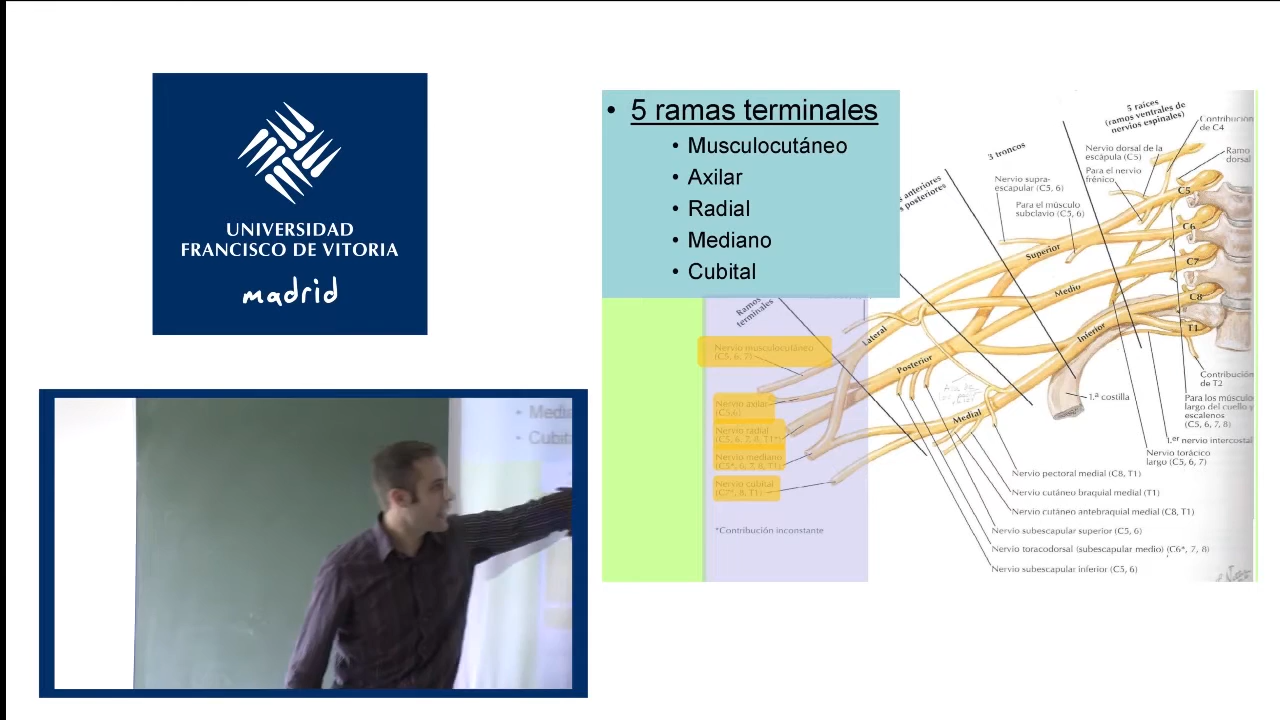 UNIVERSIDAD
FRANCISCO DE VITORIA
madrid
• 5 ramas terminales
• Musculocutáneo
• Axilar
• Radial
• Mediano
• Cubital
5 raíces
(ramos ventrales de
nervios espinales)
Contribución
de C4
3 troncos
Nervio dorsal de la
escápula (C5)
Ramo
dorsal
Para el nervio
frénico
Nervio supra-
escapular (C5, 6)
Para el músculo
subclavio (C5, 6)
anteriores
posteriores
C5
C6
C7
C8
T1
Superior
Medio
Inferior
Ramos
terminales
Lateral
Posterior
Medial
Nervio musculocutáneo
(C5, 6, 7)
Nervio axilar
(C5,6)
Nervio radial
(C5, 6, 7, 8, T1*)
Nervio mediano
(C5*, 6, 7, 8, T1)
Nervio cubital
(C7*, 8, T1)
*Contribución inconstante
1.ª costilla
Contribución
de T2
Para los músculo
largo del cuello y
escalenos
(C5, 6, 7, 8)
1.er nervio intercostal
Nervio torácico
largo (C5, 6, 7)
Nervio pectoral medial (C8, T1)
Nervio cutáneo braquial medial (T1)
Nervio cutáneo antebraquial medial (C8, T1)
Nervio subescapular superior (C5, 6)
Nervio toracodorsal (subescapular medio) (C6*, 7, 8)
Nervio subescapular inferior (C5, 6)
• Media
• Cubita